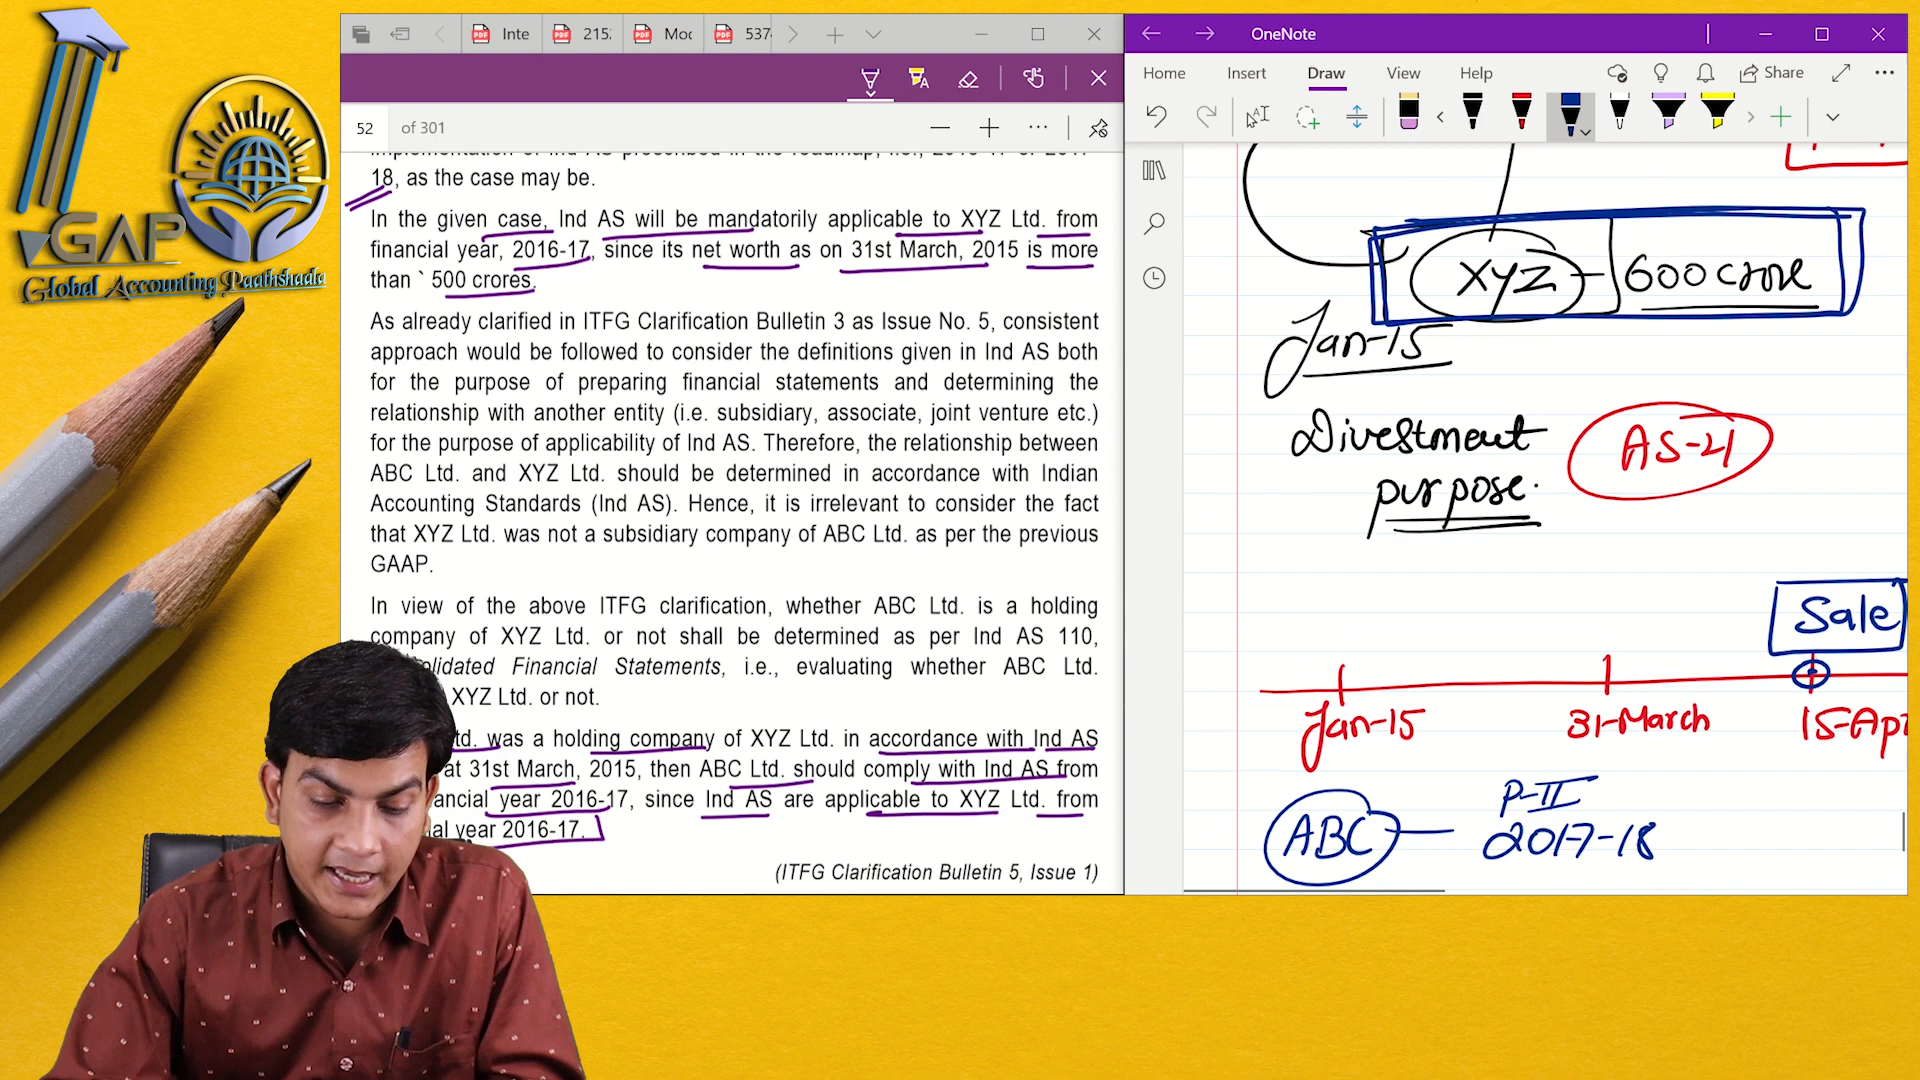 GAP
Global Accounting Paathshaala
Inte
215
Moc
537
52 of 301
18, as the case may be.
In the given case, Ind AS will be mandatorily applicable to XYZ Ltd. from
financial year, 2016-17, since its net worth as on 31st March, 2015 is more
than ` 500 crores.
As already clarified in ITFG Clarification Bulletin 3 as Issue No. 5, consistent
approach would be followed to consider the definitions given in Ind AS both
for the purpose of preparing financial statements and determining the
relationship with another entity (i.e. subsidiary, associate, joint venture etc.)
for the purpose of applicability of Ind AS. Therefore, the relationship between
ABC Ltd. and XYZ Ltd. should be determined in accordance with Indian
Accounting Standards (Ind AS). Hence, it is irrelevant to consider the fact
that XYZ Ltd. was not a subsidiary company of ABC Ltd. as per the previous
GAAP.
In view of the above ITFG clarification, whether ABC Ltd. is a holding
company of XYZ Ltd. or not shall be determined as per Ind AS 110,
Financial Statements, i.e., evaluating whether ABC Ltd.
XYZ Ltd. or not.
was a holding company of XYZ Ltd. in accordance with Ind AS
at 31st March, 2015, then ABC Ltd. should comply with Ind AS from
year 2016-17, since Ind AS are applicable to XYZ Ltd. from
year 2016-17.
(ITFG Clarification Bulletin 5, Issue 1)
OneNote
Home Insert Draw View Help Share
XYZ - 600 crore
Jan-15
Divestment
purpose.
AS-21
Sale
Jan-15 31-March 15-Apr
P-II
ABC - 2017-18